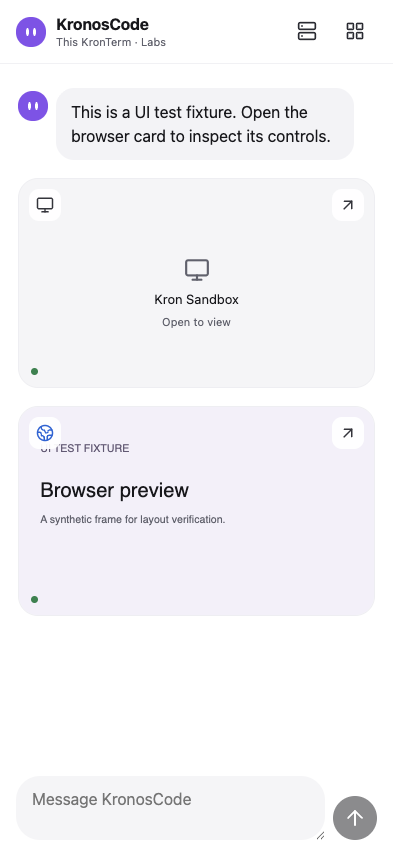 KronosCode
This KronTerm · Labs
This is a UI test fixture. Open the
browser card to inspect its controls.
Kron Sandbox
Open to view
UI TEST FIXTURE
Browser preview
A synthetic frame for layout verification.
Message KronosCode